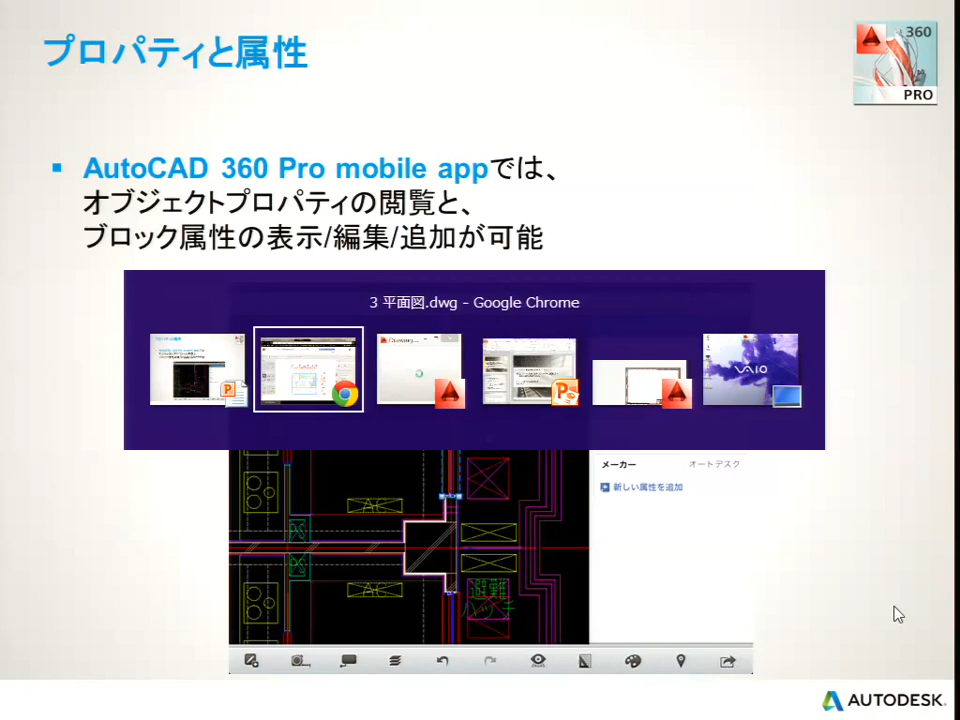 プロパティと属性
360
PRO
AutoCAD 360 Pro mobile appでは、
オブジェクトプロパティの閲覧と、
ブロック属性の表示/編集/追加が可能
3 平面図.dwg - Google Chrome
VAIO
メーカー オートデスク
新しい属性を追加
避難
ハッチ
AUTODESK.